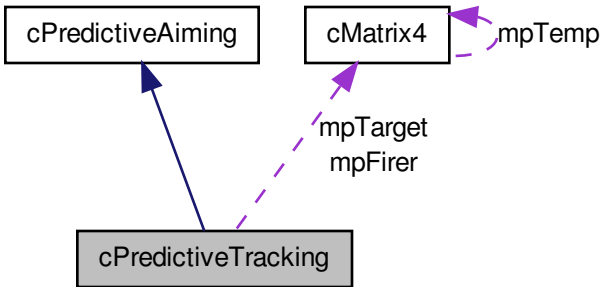 cPredictiveAiming
cMatrix4
mpTemp
mpTarget
mpFirer
cPredictiveTracking